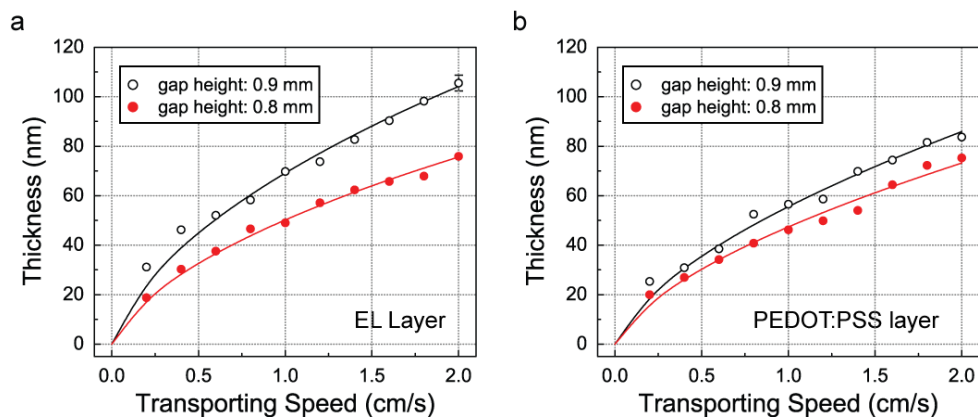 a
120
100
80
60
40
20
0
Thickness (nm)
gap height: 0.9 mm
gap height: 0.8 mm
EL Layer
0.0 0.5 1.0 1.5 2.0
Transporting Speed (cm/s)
b
120
100
80
60
40
20
0
Thickness (nm)
gap height: 0.9 mm
gap height: 0.8 mm
PEDOT:PSS layer
0.0 0.5 1.0 1.5 2.0
Transporting Speed (cm/s)